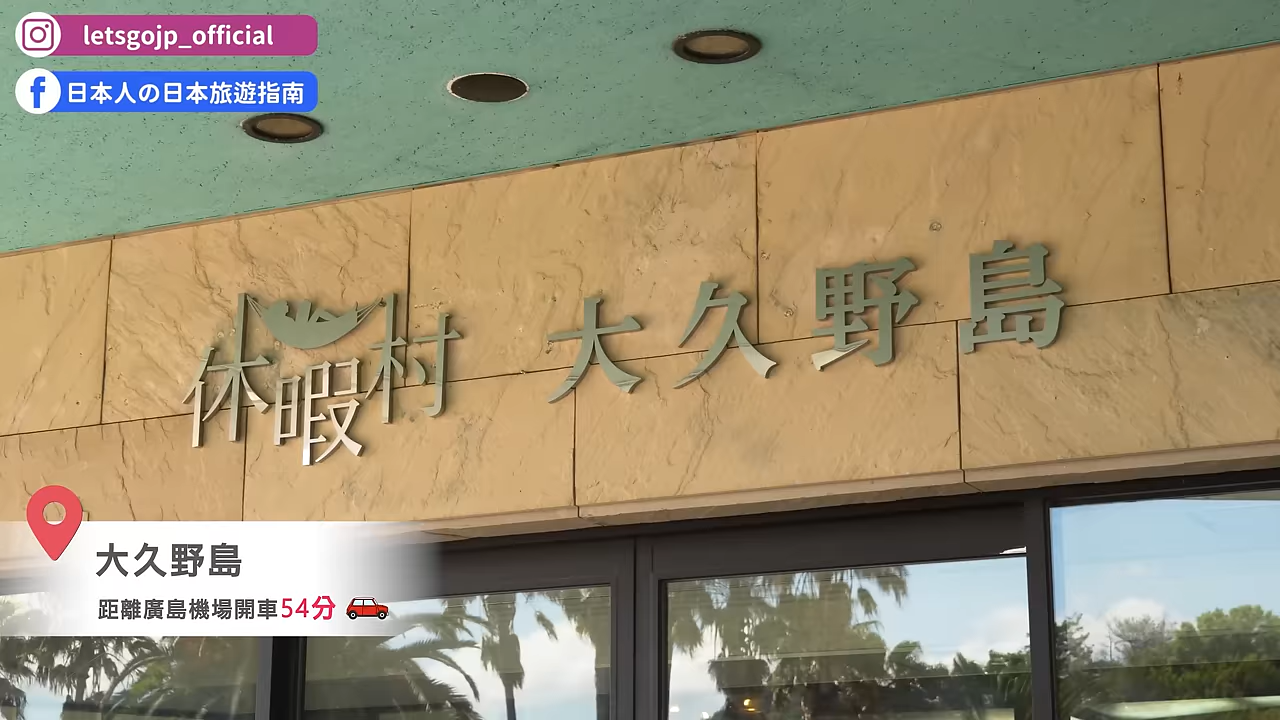 letsgojp_official
日本人の日本旅遊指南
休暇村 大久野島
大久野島
距離廣島機場開車54分